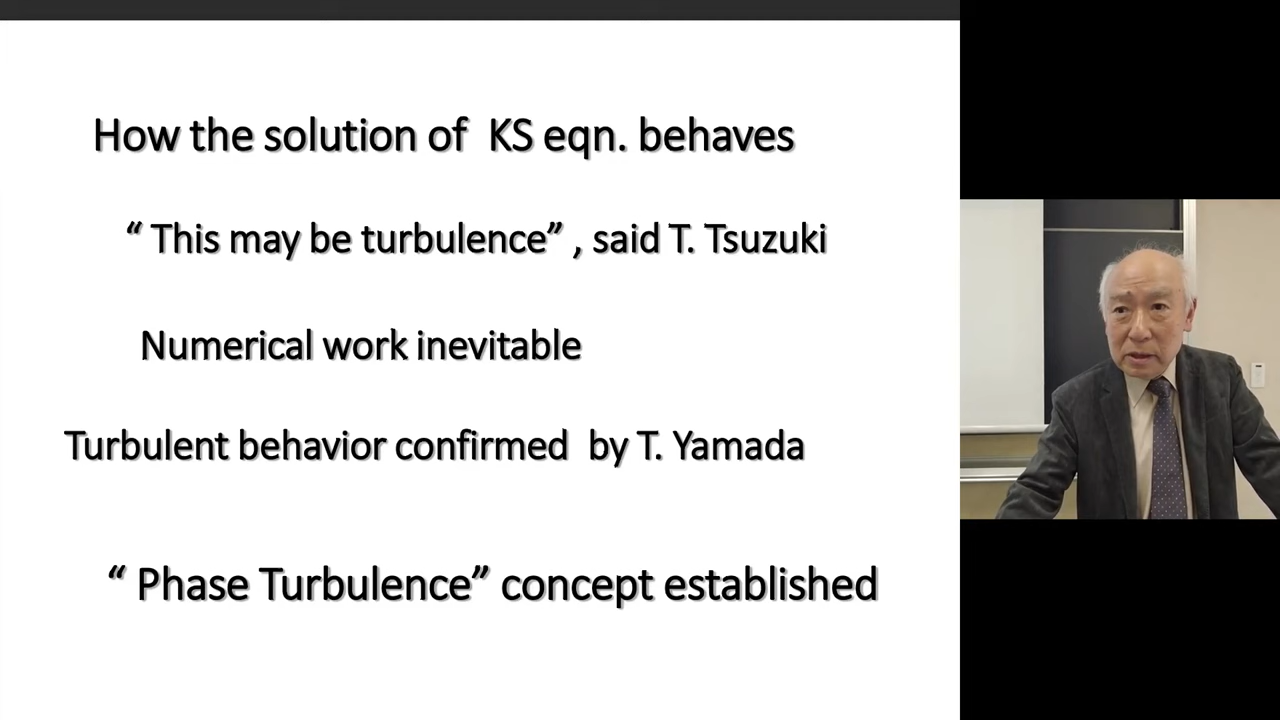 How the solution of KS eqn. behaves
“ This may be turbulence” , said T. Tsuzuki
Numerical work inevitable
Turbulent behavior confirmed by T. Yamada
“ Phase Turbulence” concept established